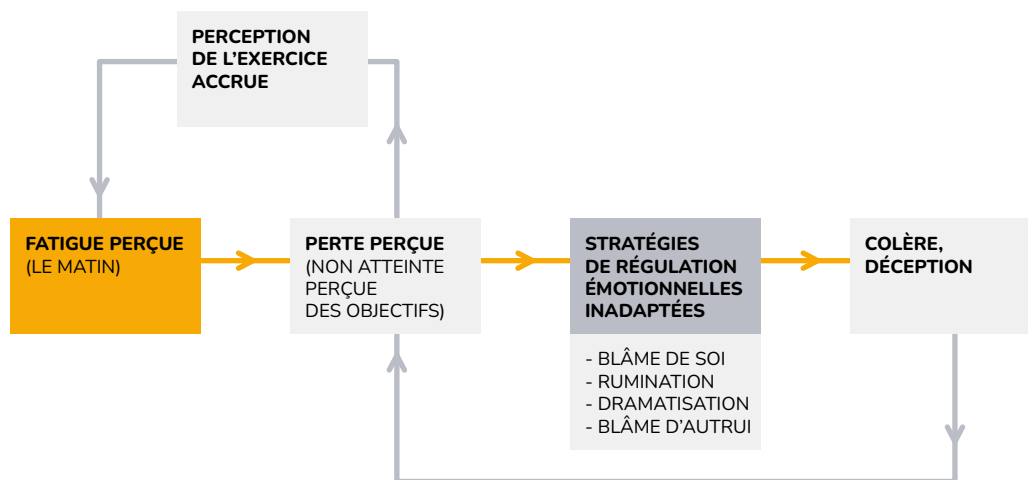 PERCEPTION
DE L’EXERCICE
ACCRUE
FATIGUE PERÇUE
(LE MATIN)
PERTE PERÇUE
(NON ATTEINTE
PERÇUE
DES OBJECTIFS)
STRATÉGIES
DE RÉGULATION
ÉMOTIONNELLES
INADAPTÉES
- BLÂME DE SOI
- RUMINATION
- DRAMATISATION
- BLÂME D’AUTRUI
COLÈRE,
DÉCEPTION